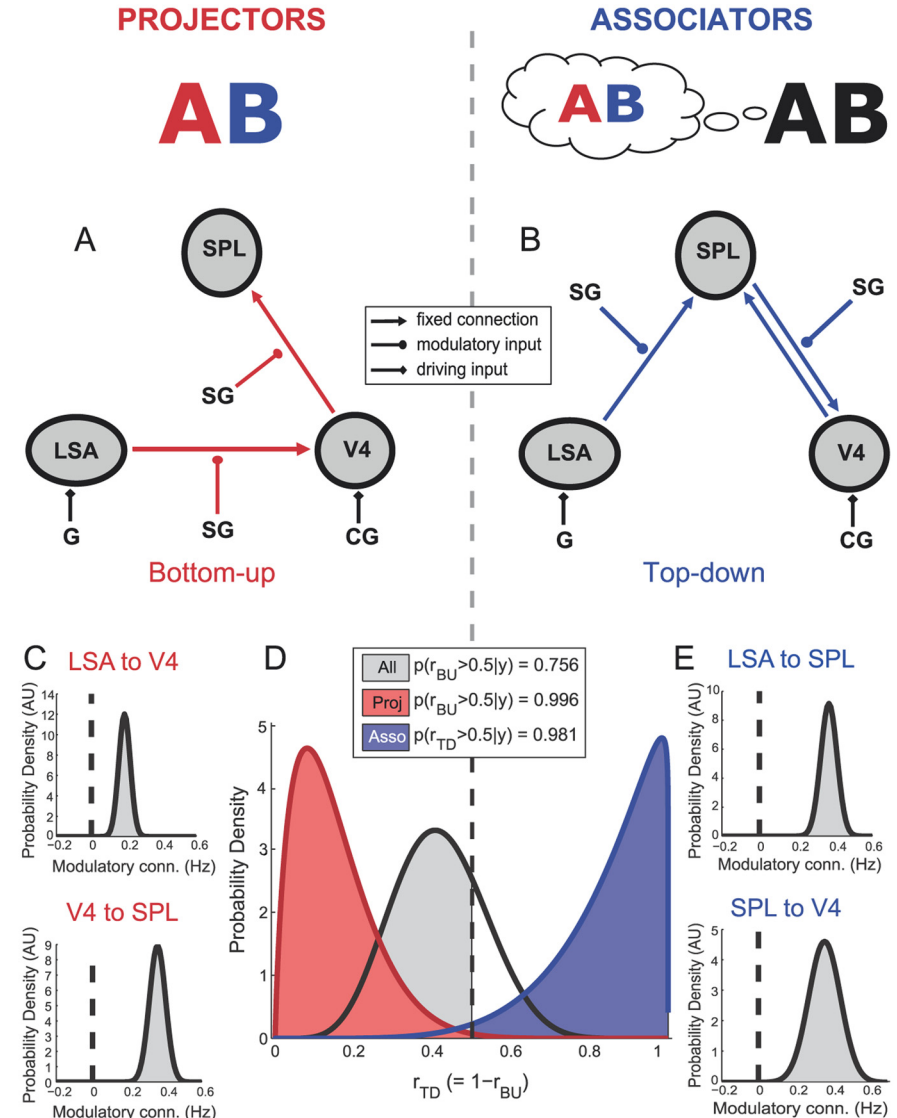 PROJECTORS
ASSOCIATORS
AB
AB
AB
A
B
SPL
SPL
SG
SG
fixed connection
modulatory input
driving input
SG
LSA
V4
LSA
V4
SG
G
CG
G
CG
Bottom-up
Top-down
C
LSA to V4
Probability Density (AU)
14
12
10
8
6
4
2
0
−0.2 0 0.2 0.4 0.6
Modulatory conn. (Hz)
V4 to SPL
Probability Density (AU)
9
8
7
6
5
4
3
2
1
0
−0.2 0 0.2 0.4 0.6
Modulatory conn. (Hz)
D
All p(rBU>0.5|y) = 0.756
Proj p(rBU>0.5|y) = 0.996
Asso p(rTD>0.5|y) = 0.981
Probability Density
5
4
3
2
1
0
0 0.2 0.4 0.6 0.8 1
rTD (= 1−rBU)
E
LSA to SPL
Probability Density (AU)
10
8
6
4
2
0
−0.2 0 0.2 0.4 0.6
Modulatory conn. (Hz)
SPL to V4
Probability Density (AU)
5
4
3
2
1
0
−0.2 0 0.2 0.4 0.6
Modulatory conn. (Hz)